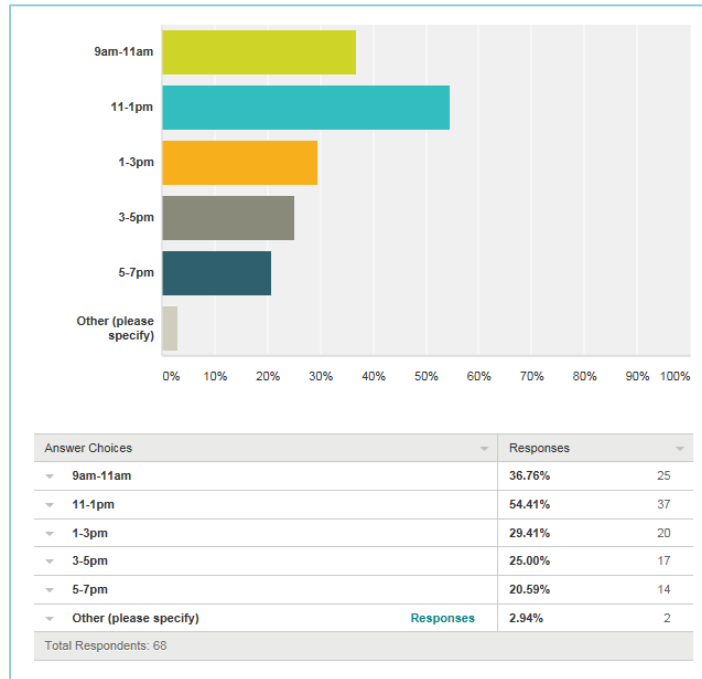 9am-11am
11-1pm
1-3pm
3-5pm
5-7pm
Other (please
specify)
0% 10% 20% 30% 40% 50% 60% 70% 80% 90% 100%
Answer Choices Responses
9am-11am 36.76% 25
11-1pm 54.41% 37
1-3pm 29.41% 20
3-5pm 25.00% 17
5-7pm 20.59% 14
Other (please specify) Responses 2.94% 2
Total Respondents: 68